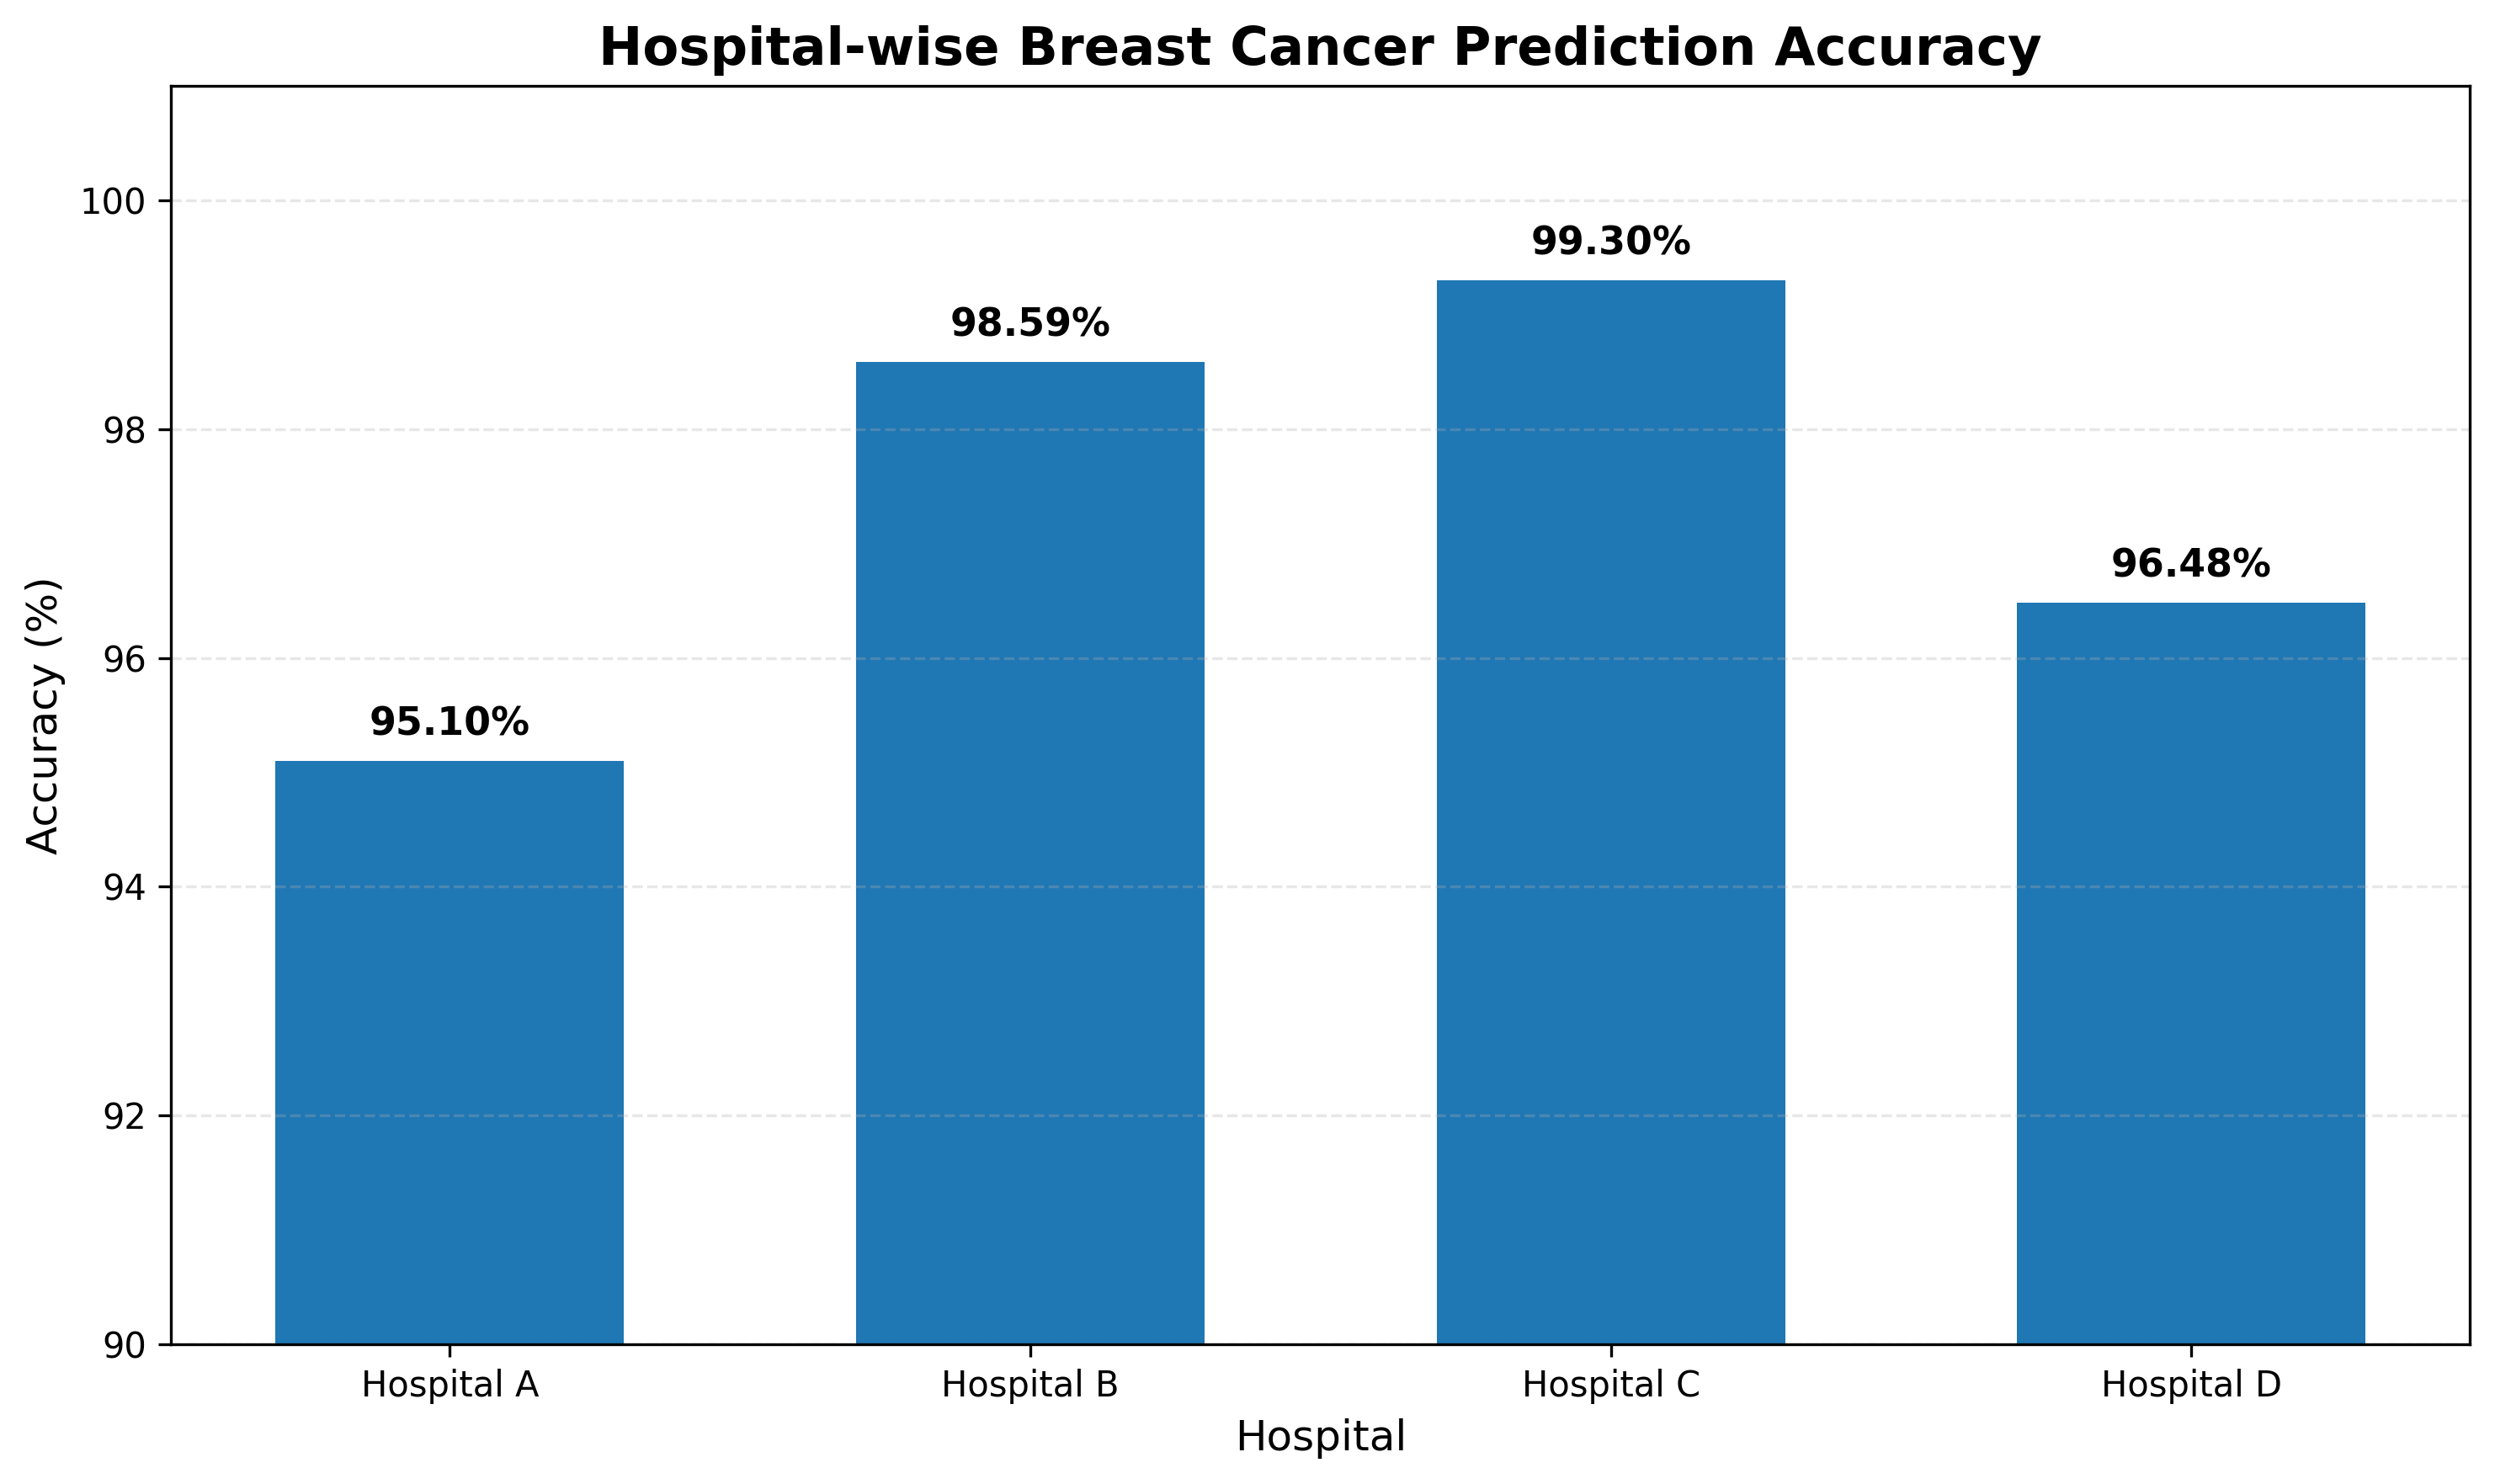 Hospital-wise Breast Cancer Prediction Accuracy
Accuracy (%)
100
98
96
94
92
90
95.10%
98.59%
99.30%
96.48%
Hospital A
Hospital B
Hospital C
Hospital D
Hospital